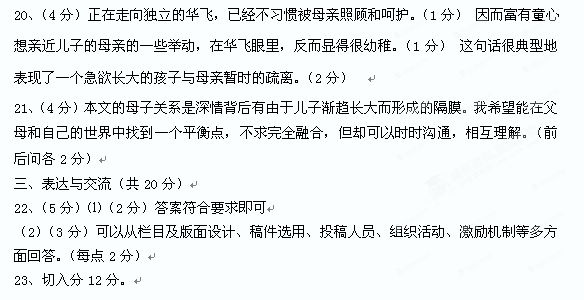 20、（4 分）正在走向独立的华飞，已经不习惯被母亲照顾和呵护。（1 分） 因而富有童心
想亲近儿子的母亲的一些举动，在华飞眼里，反而显得很幼稚。（1 分） 这句话很典型地
表现了一个急欲长大的孩子与母亲暂时的疏离。（2 分）
21、（4 分）本文的母子关系是深情背后有由于儿子渐趋长大而形成的隔膜。我希望能在父
母和自己的世界中找到一个平衡点，不求完全融合，但却可以时时沟通，相互理解。（前
后问各 2 分）
三、表达与交流（共 20 分）
22、（5 分）⑴（2 分）答案符合要求即可
（2）（3 分）可以从栏目及版面设计、稿件选用、投稿人员、组织活动、激励机制等多方
面回答。（每点 2 分）
23、切入分 12 分。